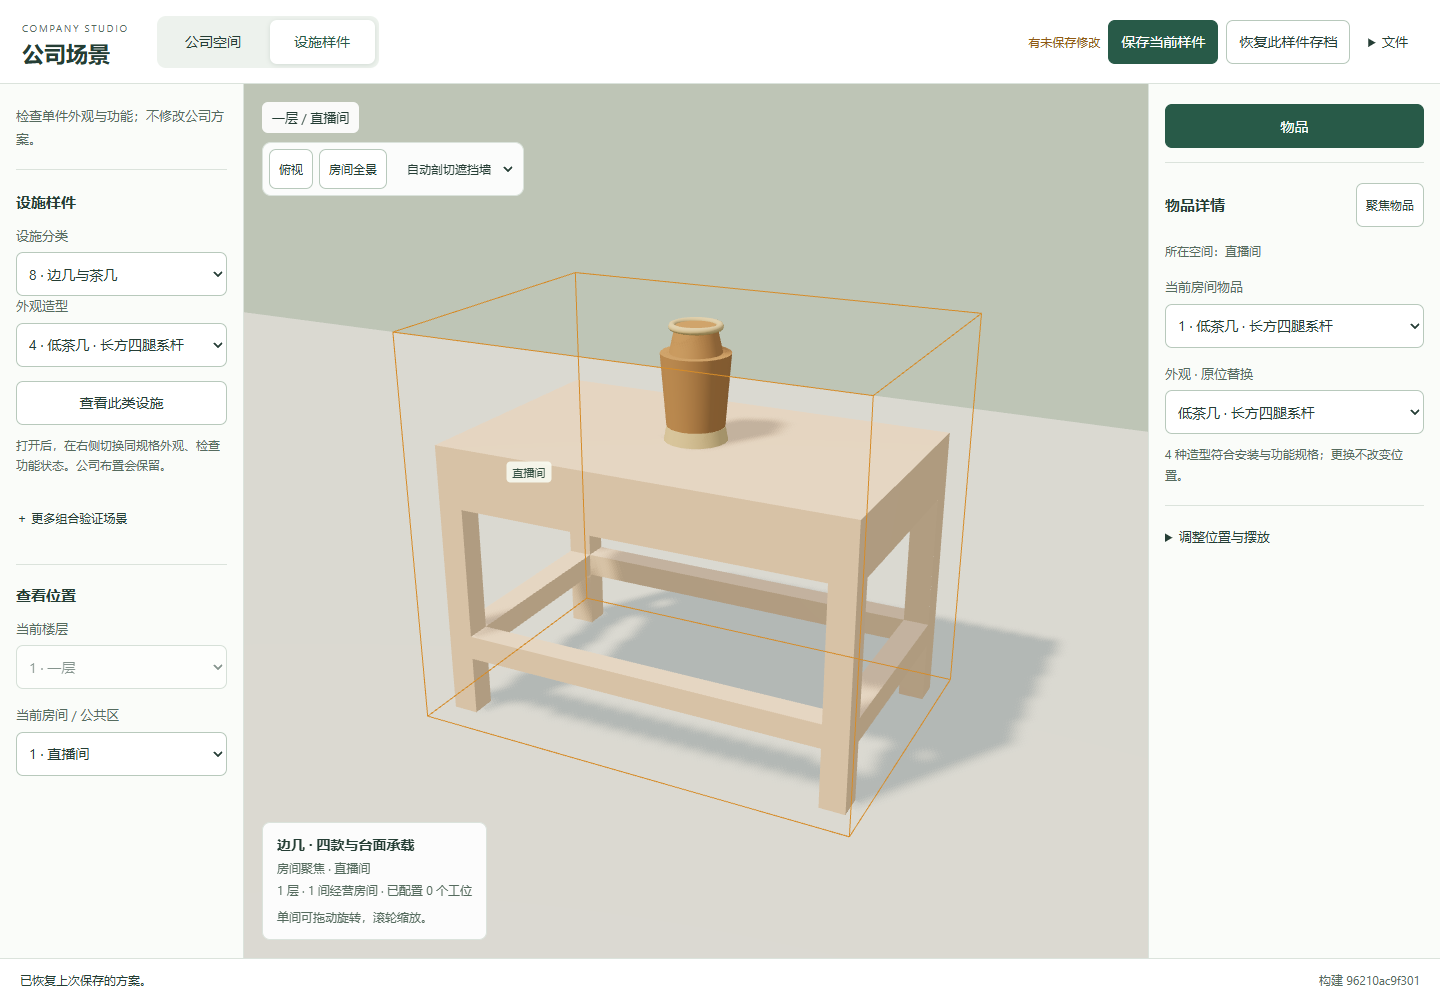 COMPANY STUDIO
公司场景
公司空间
设施样件
有未保存修改
保存当前样件
恢复此样件存档
▶ 文件
检查单件外观与功能；不修改公司方
案。
设施样件
设施分类
8 · 边几与茶几
外观造型
4 · 低茶几 · 长方四腿系杆
查看此类设施
打开后，在右侧切换同规格外观、检查
功能状态。公司布置会保留。
+ 更多组合验证场景
查看位置
当前楼层
1 · 一层
当前房间 / 公共区
1 · 直播间
一层 / 直播间
俯视
房间全景
自动剖切遮挡墙
直播间
边几 · 四款与台面承载
房间聚焦 · 直播间
1 层 · 1 间经营房间 · 已配置 0 个工位
单间可拖动旋转，滚轮缩放。
物品
物品详情
聚焦物品
所在空间：直播间
当前房间物品
1 · 低茶几 · 长方四腿系杆
外观 · 原位替换
低茶几 · 长方四腿系杆
4 种造型符合安装与功能规格；更换不改变位
置。
▶ 调整位置与摆放
已恢复上次保存的方案。
构建 96210ac9f301